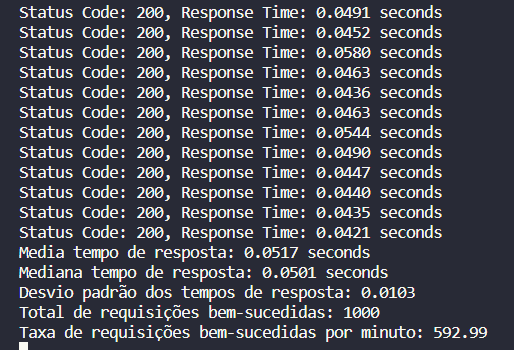 Status Code: 200, Response Time: 0.0491 seconds
Status Code: 200, Response Time: 0.0452 seconds
Status Code: 200, Response Time: 0.0580 seconds
Status Code: 200, Response Time: 0.0463 seconds
Status Code: 200, Response Time: 0.0436 seconds
Status Code: 200, Response Time: 0.0463 seconds
Status Code: 200, Response Time: 0.0544 seconds
Status Code: 200, Response Time: 0.0490 seconds
Status Code: 200, Response Time: 0.0447 seconds
Status Code: 200, Response Time: 0.0440 seconds
Status Code: 200, Response Time: 0.0435 seconds
Status Code: 200, Response Time: 0.0421 seconds
Media tempo de resposta: 0.0517 seconds
Mediana tempo de resposta: 0.0501 seconds
Desvio padrão dos tempos de resposta: 0.0103
Total de requisições bem-sucedidas: 1000
Taxa de requisições bem-sucedidas por minuto: 592.99